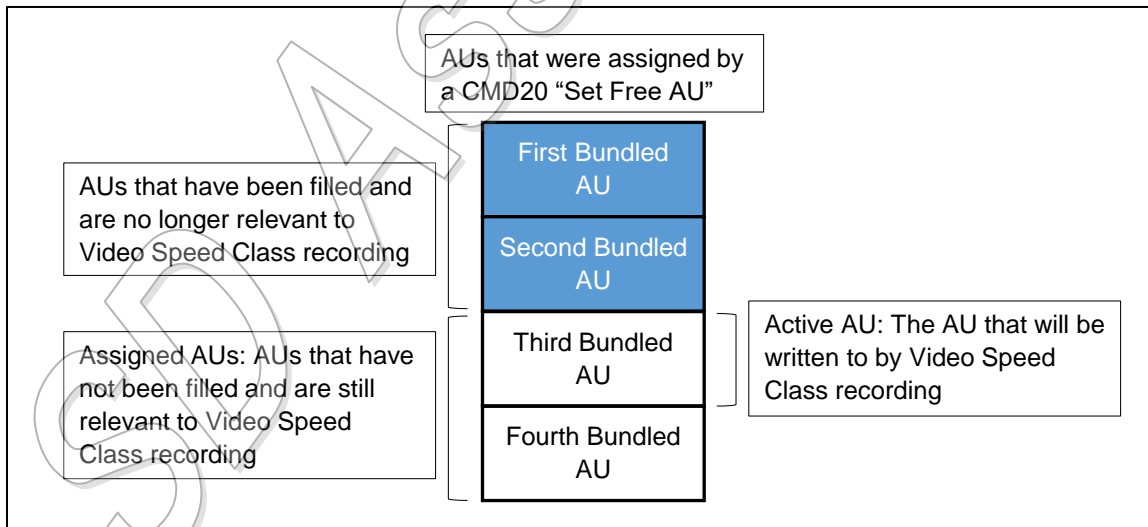 AUs that were assigned by
a CMD20 “Set Free AU”
First Bundled
AU
AUs that have been filled and
are no longer relevant to
Video Speed Class recording
Second Bundled
AU
Third Bundled
AU
Active AU: The AU that will be
written to by Video Speed
Class recording
Assigned AUs: AUs that have
not been filled and are still
relevant to Video Speed
Class recording
Fourth Bundled
AU
SD Ass